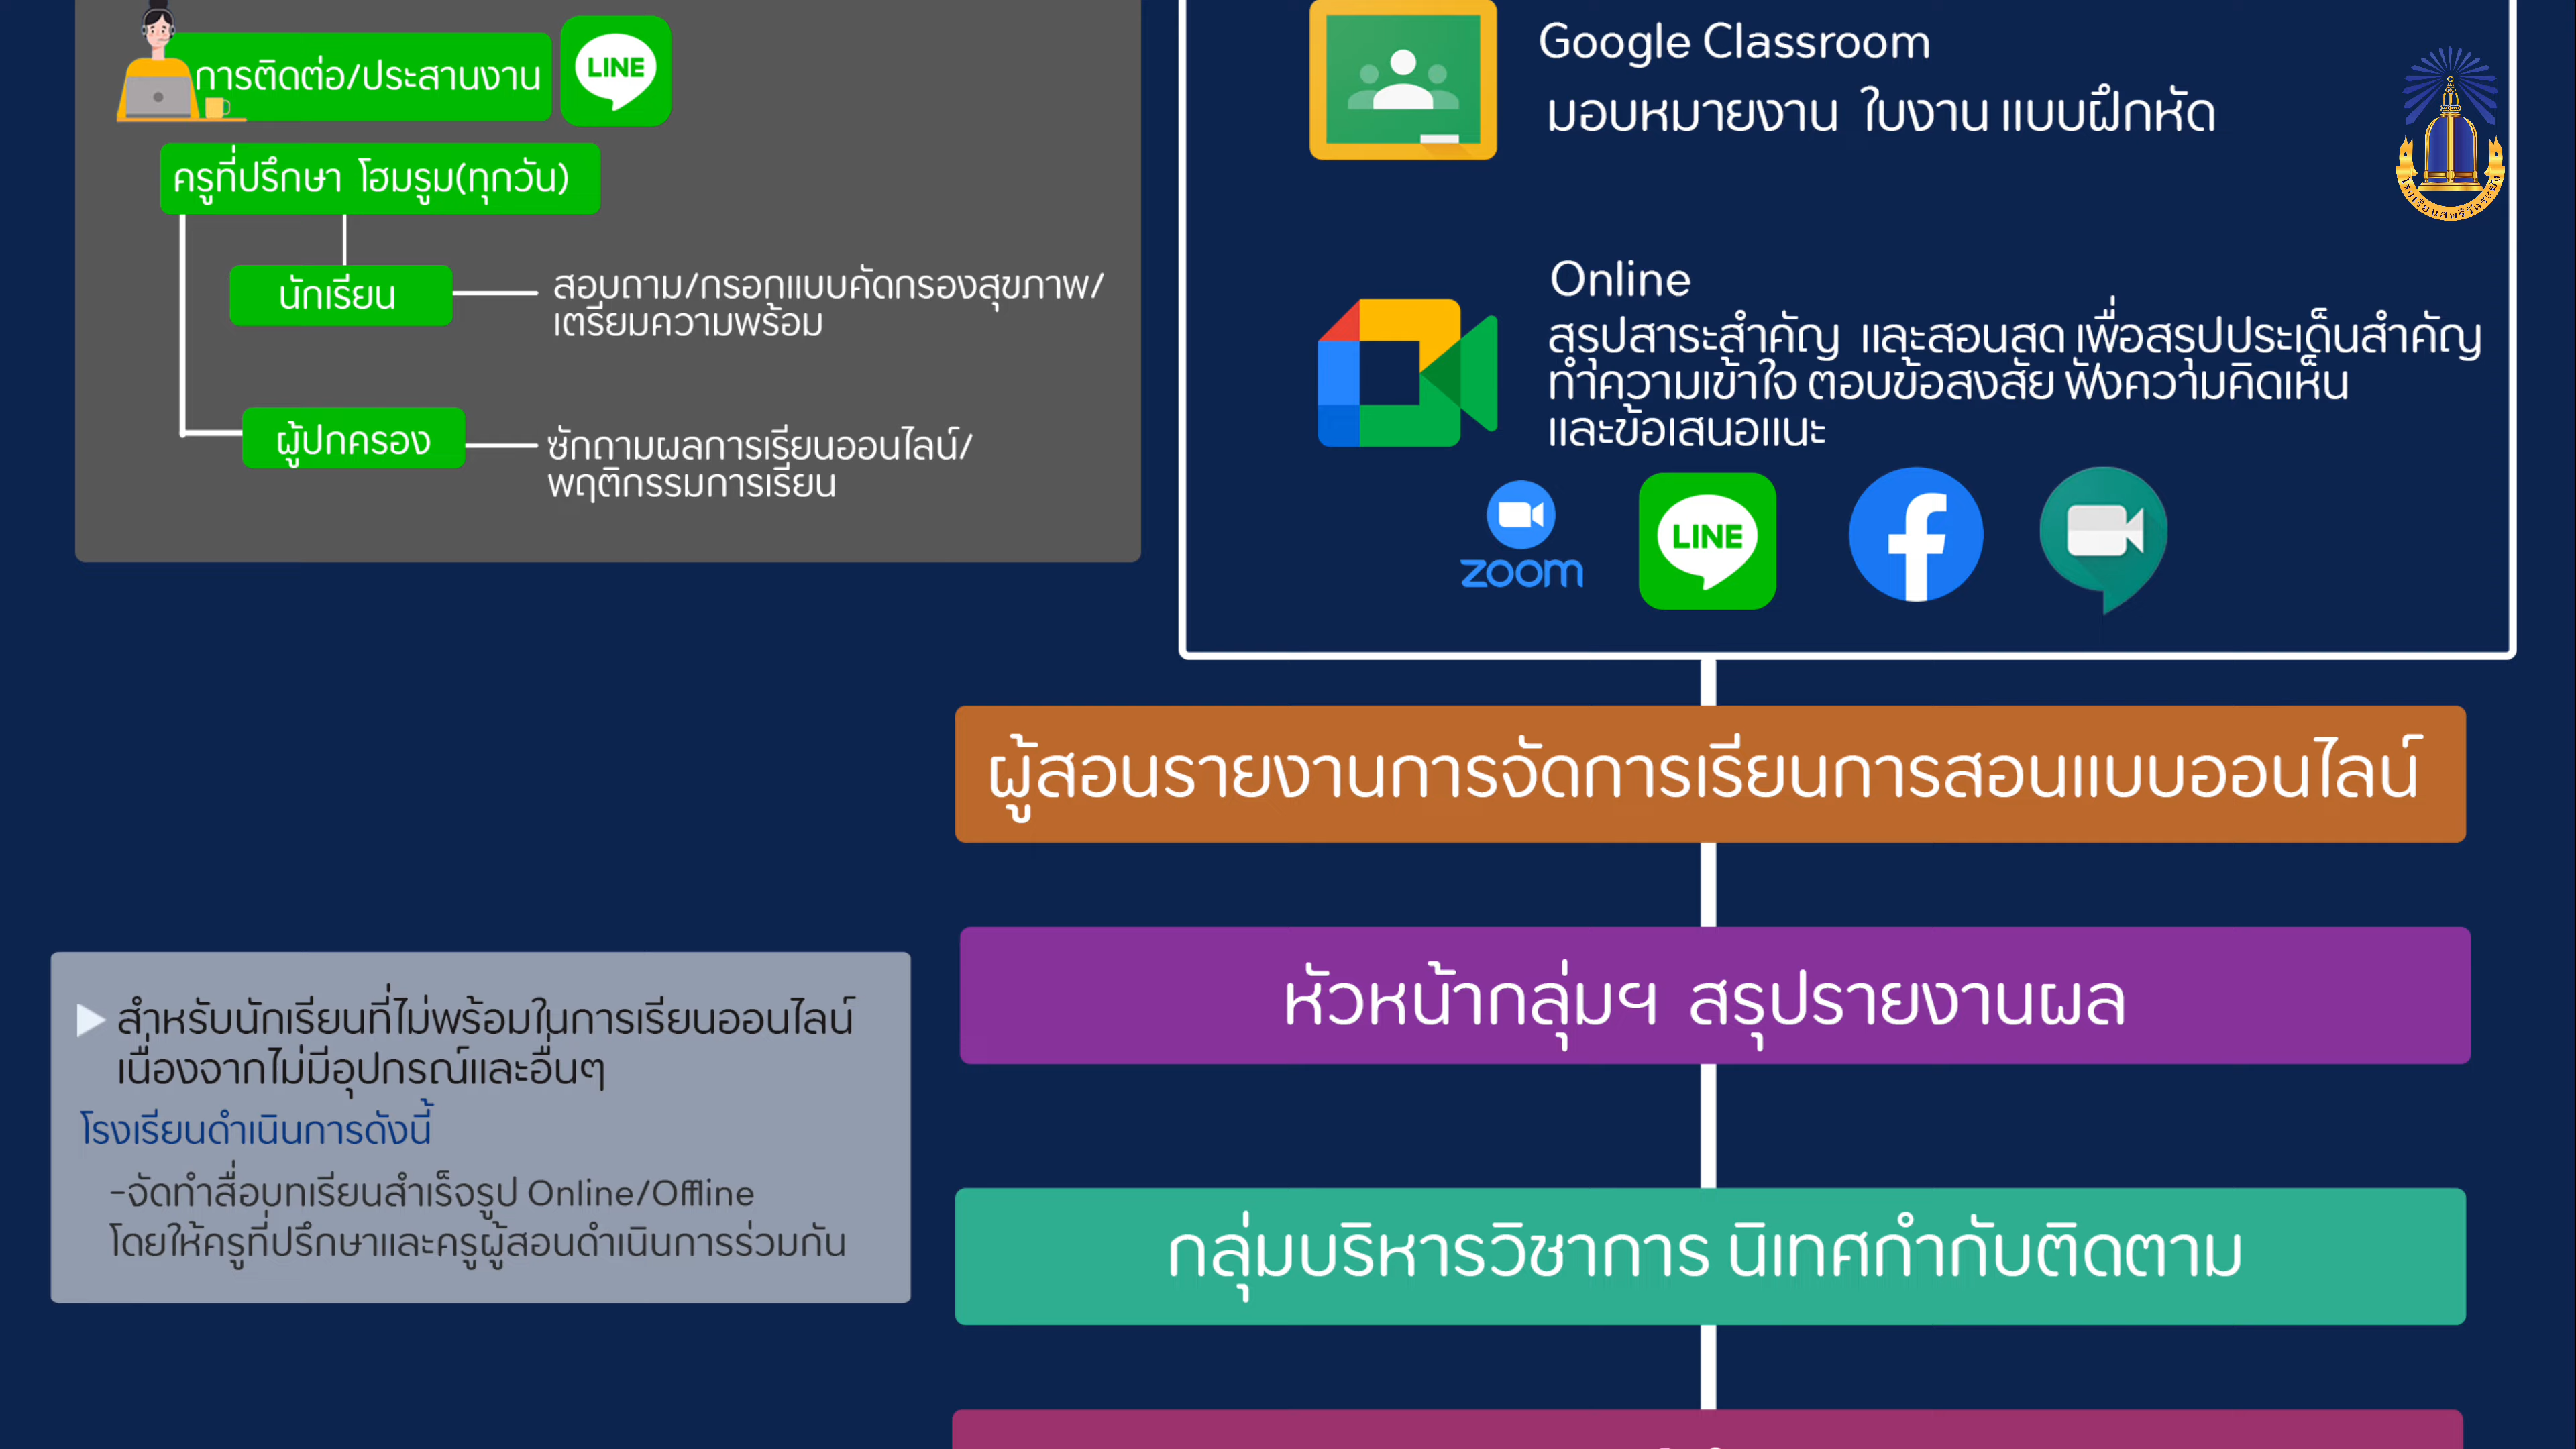 การติดต่อ/ประสานงาน
LINE
ครูที่ปรึกษา โฮมรูม(ทุกวัน)
นักเรียน
สอบถาม/กรอกแบบคัดกรองสุขภาพ/
เตรียมความพร้อม
ผู้ปกครอง
ซักถามผลการเรียนออนไลน์/
พฤติกรรมการเรียน
Google Classroom
มอบหมายงาน ใบงาน แบบฝึกหัด
โรงเรียนสตรีวัดระฆัง
Online
สรุปสาระสำคัญ และสอนสด เพื่อสรุปประเด็นสำคัญ
ทำความเข้าใจ ตอบข้อสงสัย ฟังความคิดเห็น
และข้อเสนอแนะ
zoom
LINE
ผู้สอนรายงานการจัดการเรียนการสอนแบบออนไลน์
หัวหน้ากลุ่มฯ สรุปรายงานผล
กลุ่มบริหารวิชาการ นิเทศกำกับติดตาม
สำหรับนักเรียนที่ไม่พร้อมในการเรียนออนไลน์
เนื่องจากไม่มีอุปกรณ์และอื่นๆ
โรงเรียนดำเนินการดังนี้
-จัดทำสื่อบทเรียนสำเร็จรูป Online/Offline
โดยให้ครูที่ปรึกษาและครูผู้สอนดำเนินการร่วมกัน